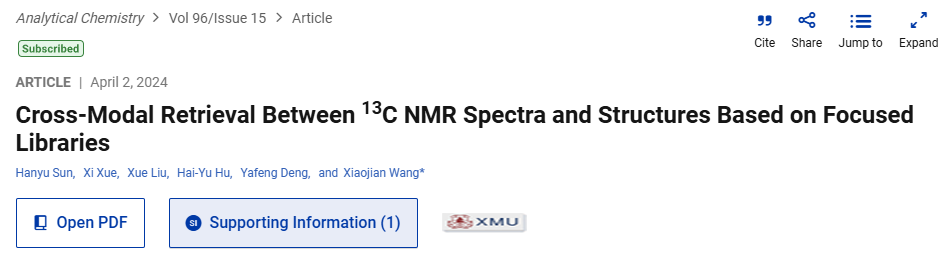 Analytical Chemistry > Vol 96/Issue 15 > Article
Subscribed
Cite Share Jump to Expand
ARTICLE | April 2, 2024
Cross-Modal Retrieval Between ¹³C NMR Spectra and Structures Based on Focused
Libraries
Hanyu Sun, Xi Xue, Xue Liu, Hai-Yu Hu, Yafeng Deng, and Xiaojian Wang*
Open PDF
SI Supporting Information (1)
XMU